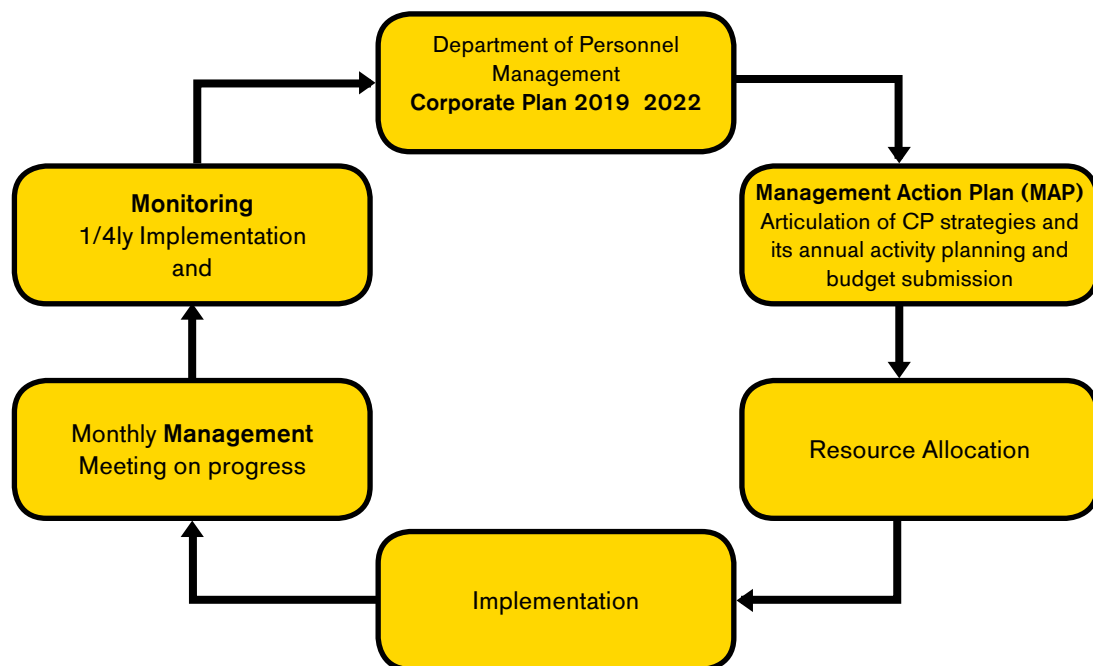 Department of Personnel
Management
Corporate Plan 2019  2022
Management Action Plan (MAP)
Articulation of CP strategies and
its annual activity planning and
budget submission
Resource Allocation
Implementation
Monthly Management
Meeting on progress
Monitoring
1/4ly Implementation
and